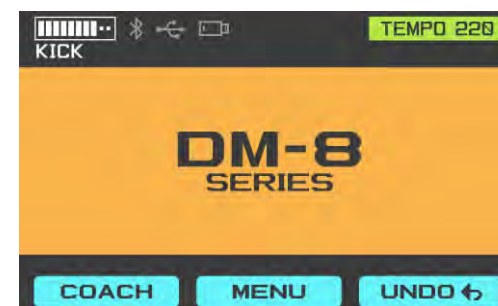 TEMPO 220
KICK
DM-8
SERIES
COACH
MENU
UNDO